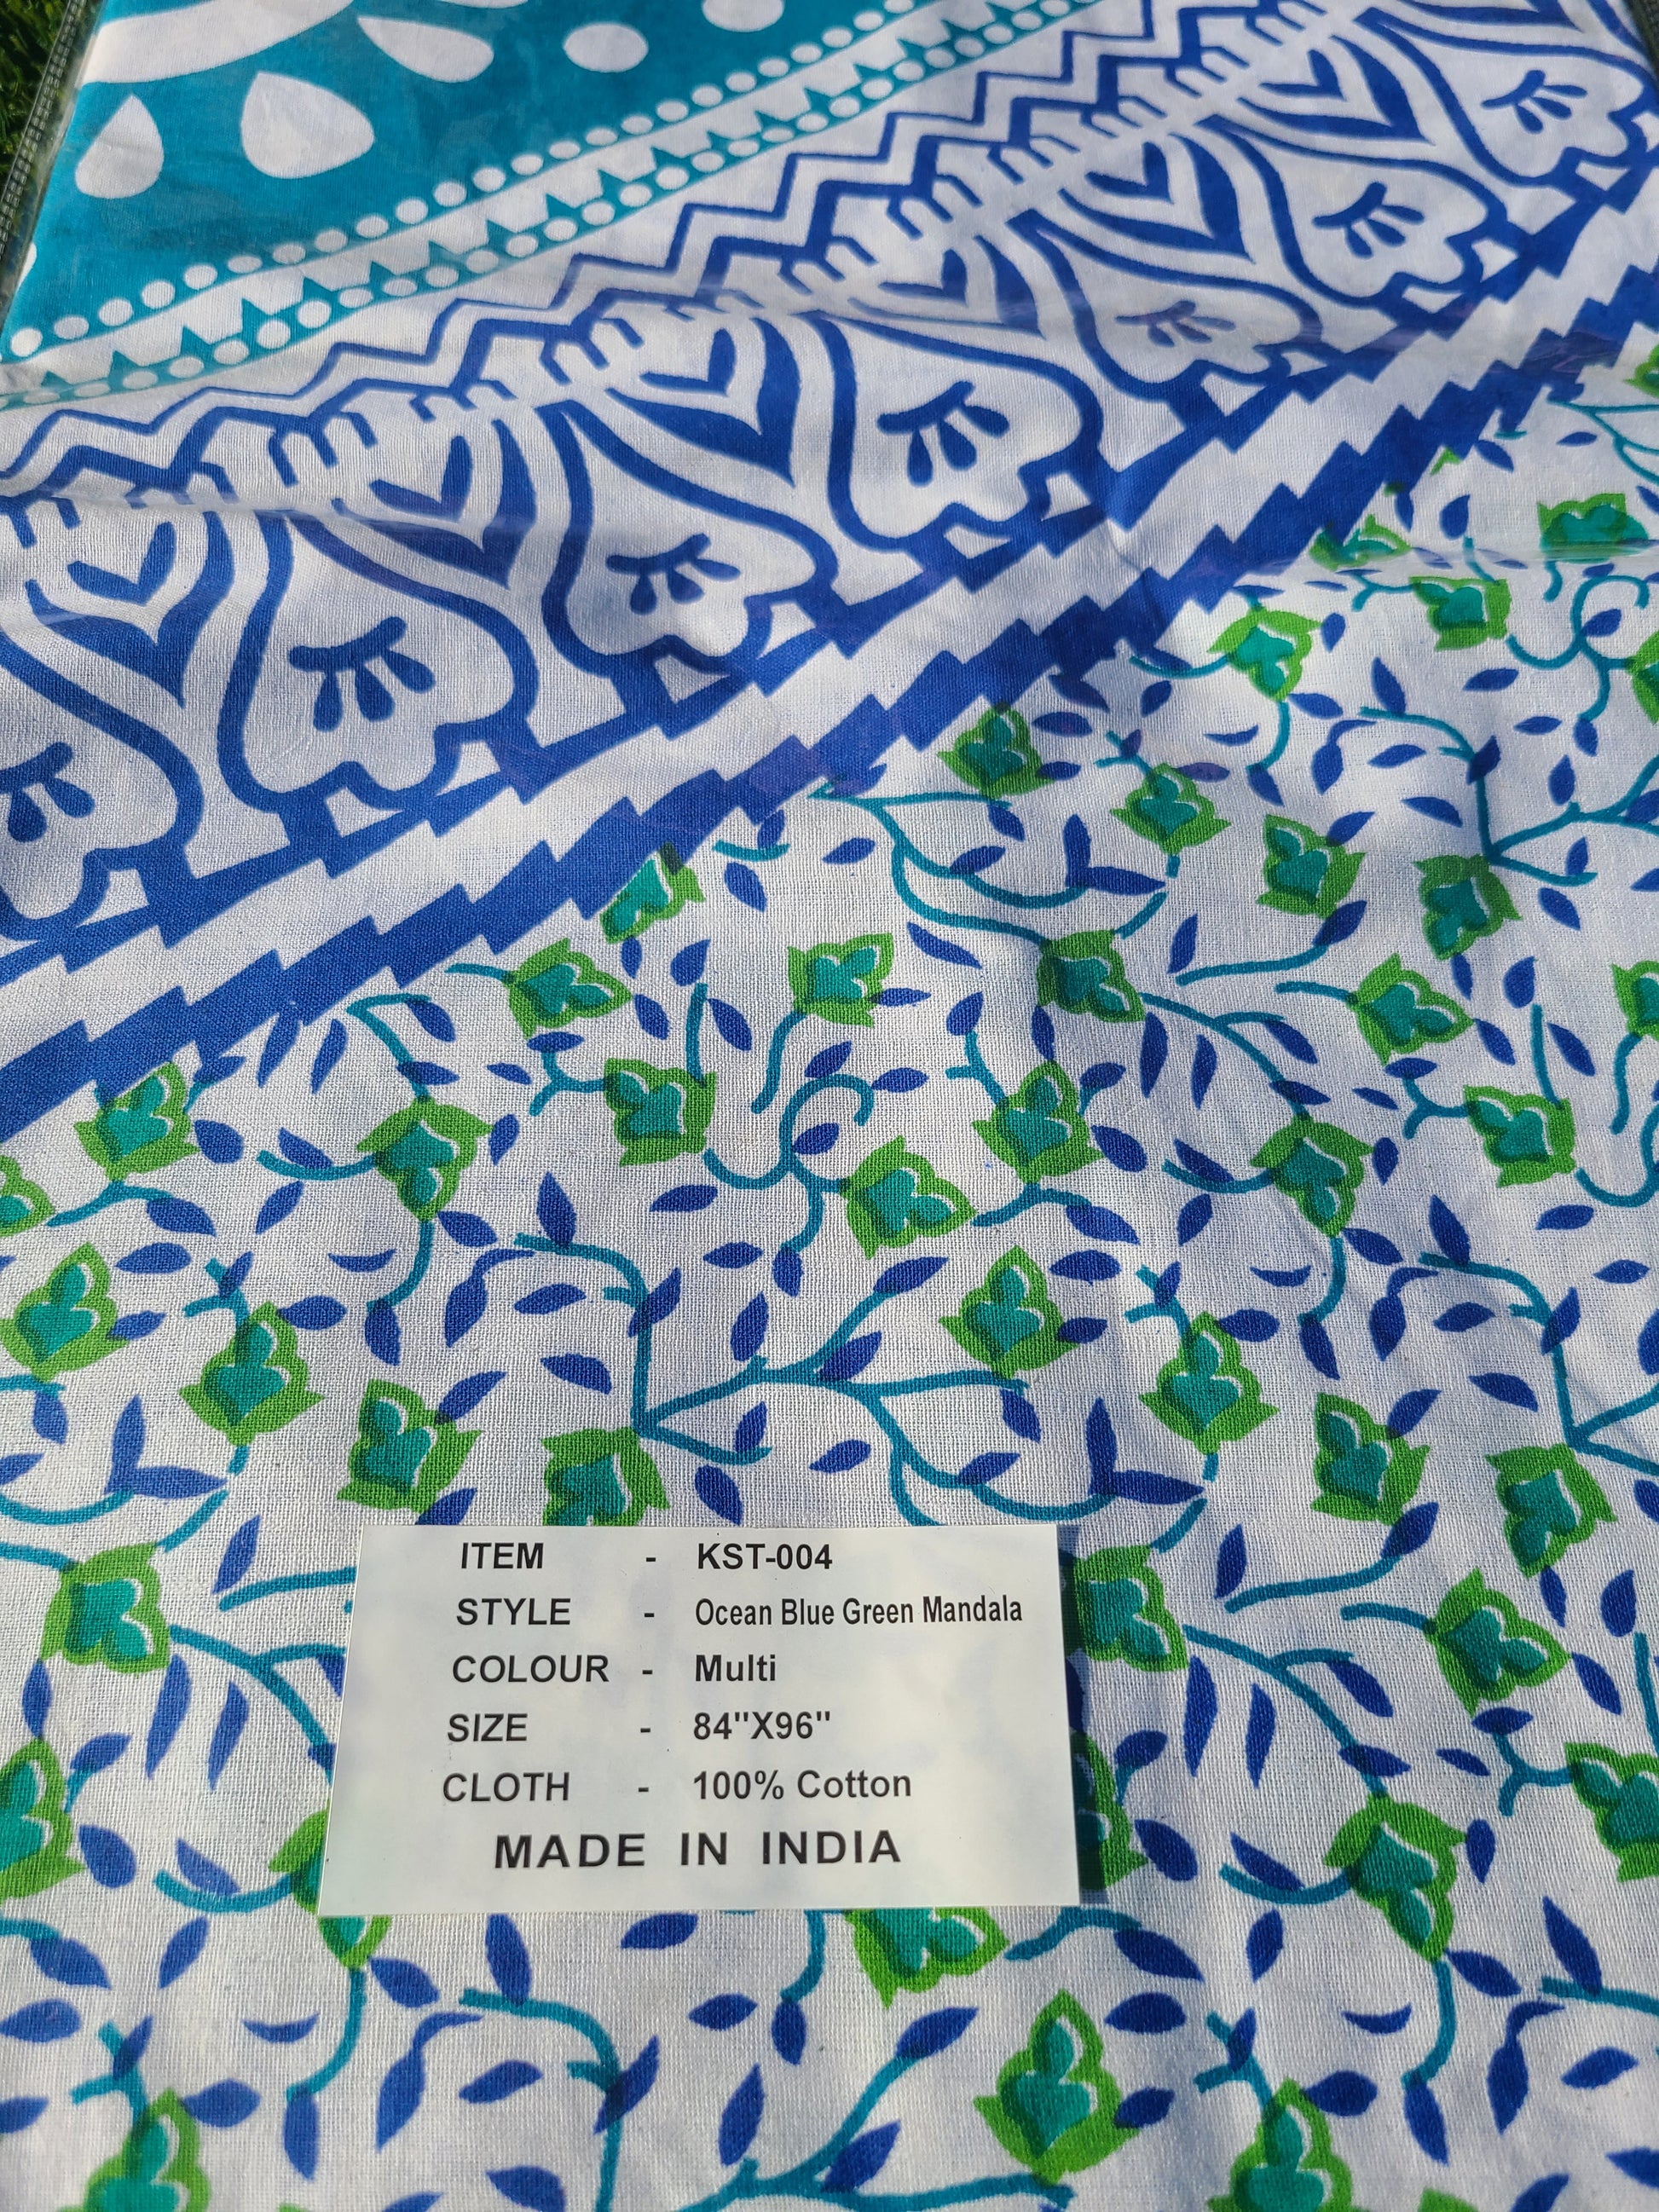 ITEM - KST-004
STYLE - Ocean Blue Green Mandala
COLOUR - Multi
SIZE - 84"X96"
CLOTH - 100% Cotton
MADE IN INDIA